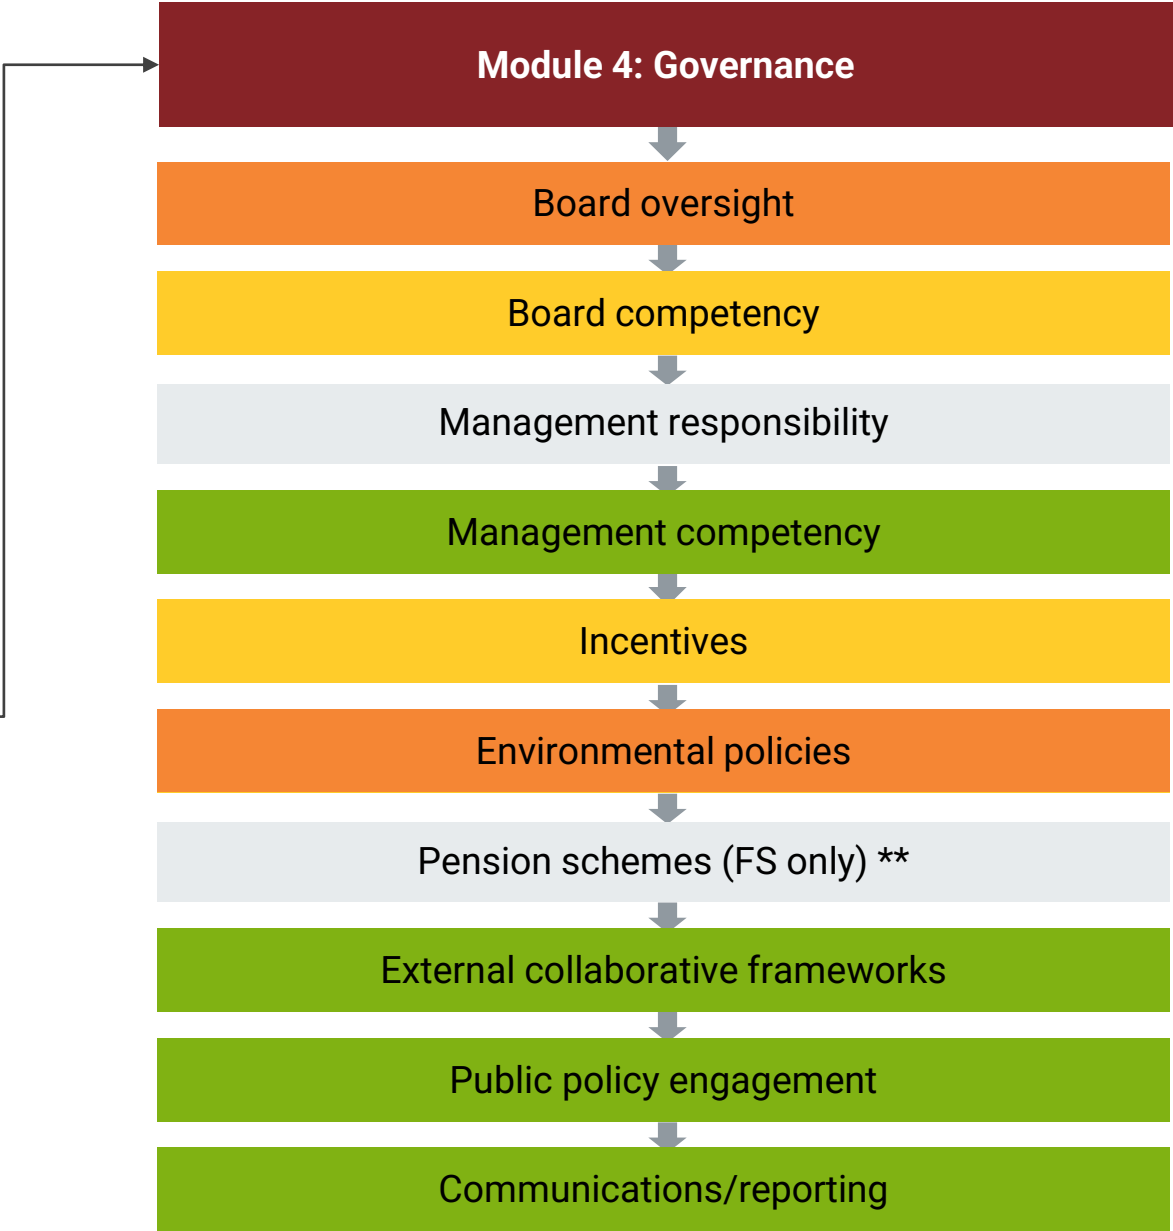 Module 4: Governance
Board oversight
Board competency
Management responsibility
Management competency
Incentives
Environmental policies
Pension schemes (FS only) **
External collaborative frameworks
Public policy engagement
Communications/reporting